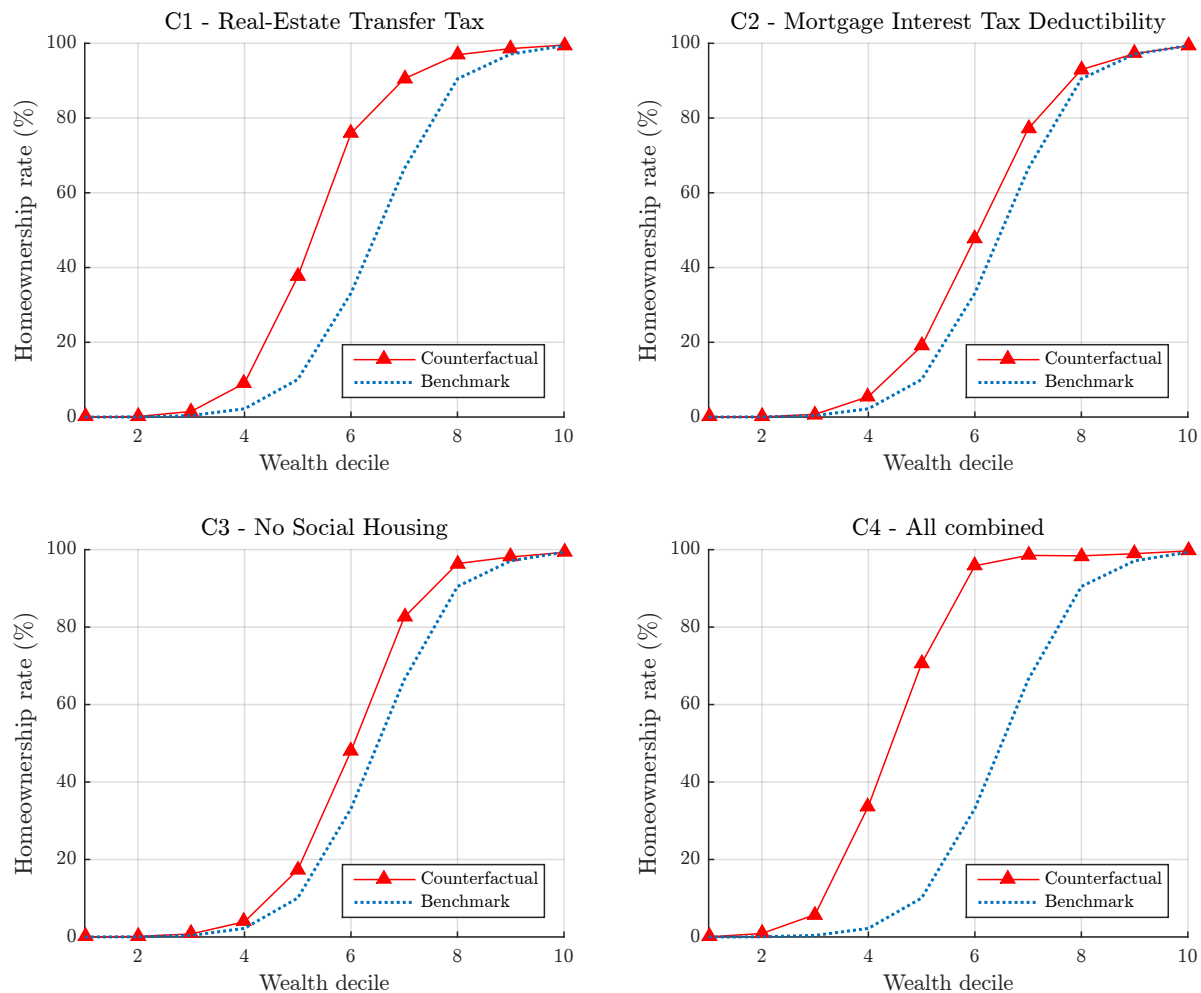 C1 - Real-Estate Transfer Tax
Homeownership rate (%)
100
80
60
40
20
0
2
4
6
8
10
Wealth decile
Counterfactual
Benchmark
C2 - Mortgage Interest Tax Deductibility
Homeownership rate (%)
100
80
60
40
20
0
2
4
6
8
10
Wealth decile
Counterfactual
Benchmark
C3 - No Social Housing
Homeownership rate (%)
100
80
60
40
20
0
2
4
6
8
10
Wealth decile
Counterfactual
Benchmark
C4 - All combined
Homeownership rate (%)
100
80
60
40
20
0
2
4
6
8
10
Wealth decile
Counterfactual
Benchmark